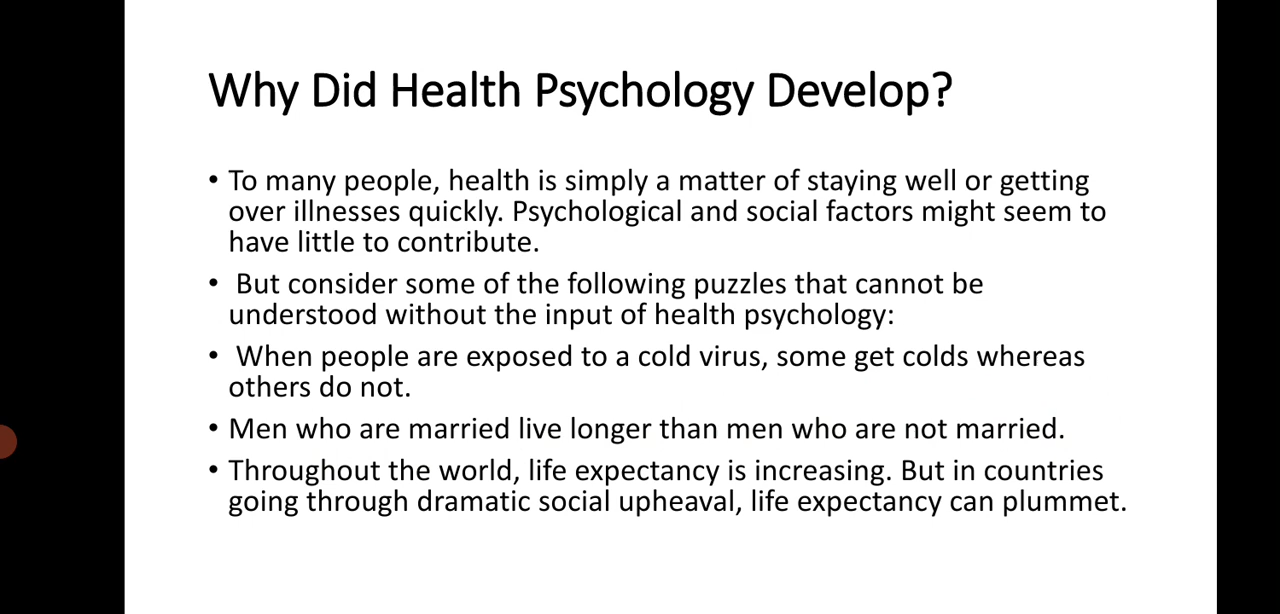 Why Did Health Psychology Develop?
• To many people, health is simply a matter of staying well or getting
over illnesses quickly. Psychological and social factors might seem to
have little to contribute.
• But consider some of the following puzzles that cannot be
understood without the input of health psychology:
• When people are exposed to a cold virus, some get colds whereas
others do not.
• Men who are married live longer than men who are not married.
• Throughout the world, life expectancy is increasing. But in countries
going through dramatic social upheaval, life expectancy can plummet.